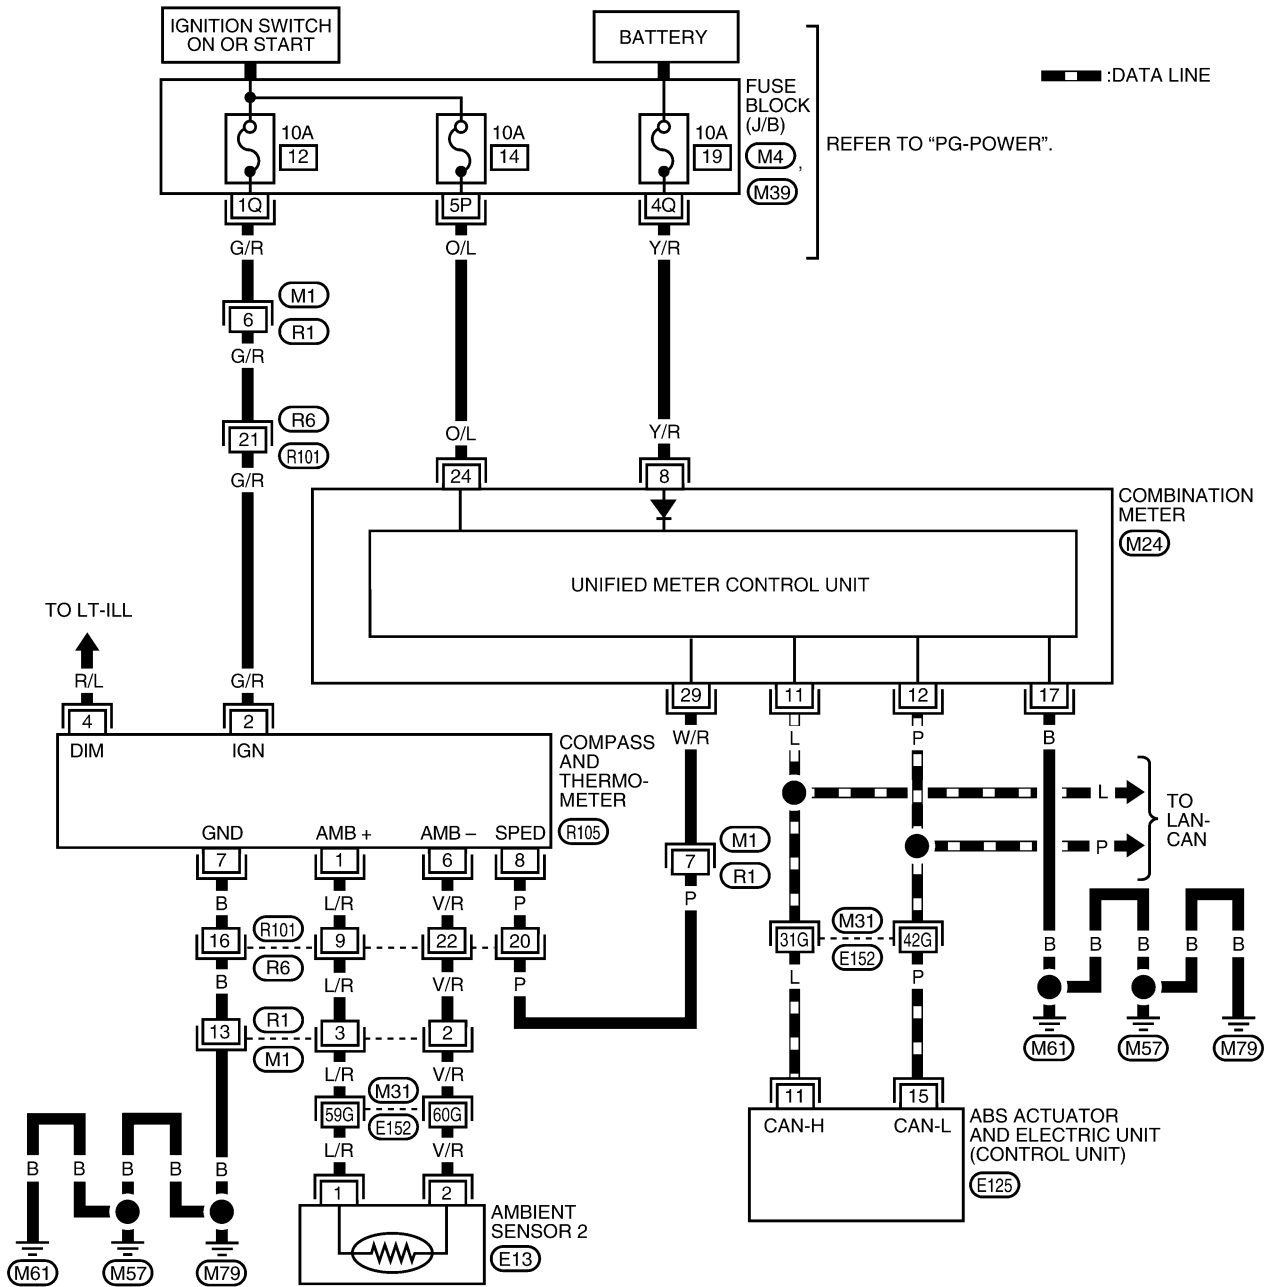 IGNITION SWITCH
ON OR START
BATTERY
:DATA LINE
FUSE
BLOCK
(J/B)
M4 ,
M39
REFER TO “PG-POWER”.
10A
12
10A
14
10A
19
1Q
5P
4Q
G/R
O/L
Y/R
M1
6
R1
G/R
R6
21
R101
G/R
O/L
Y/R
24
8
COMBINATION
METER
M24
UNIFIED METER CONTROL UNIT
TO LT-ILL
R/L
G/R
4
2
29
11
12
17
DIM
IGN
W/R
L
P
B
COMPASS
AND
THERMO-
METER
R105
L
P
TO
LAN-
CAN
GND
AMB +
AMB –
SPED
7
1
6
8
M1
7
R1
P
B
L/R
V/R
P
16
R101
R6
9
22
20
31G
M31
E152
42G
B
B
B
B
B
B
L/R
V/R
P
L
P
13
R1
M1
3
2
M61
M57
M79
L/R
V/R
59G
M31
E152
60G
11
15
CAN-H
CAN-L
ABS ACTUATOR
AND ELECTRIC UNIT
(CONTROL UNIT)
E125
B
B
B
B
B
L/R
V/R
1
2
AMBIENT
SENSOR 2
E13
M61
M57
M79